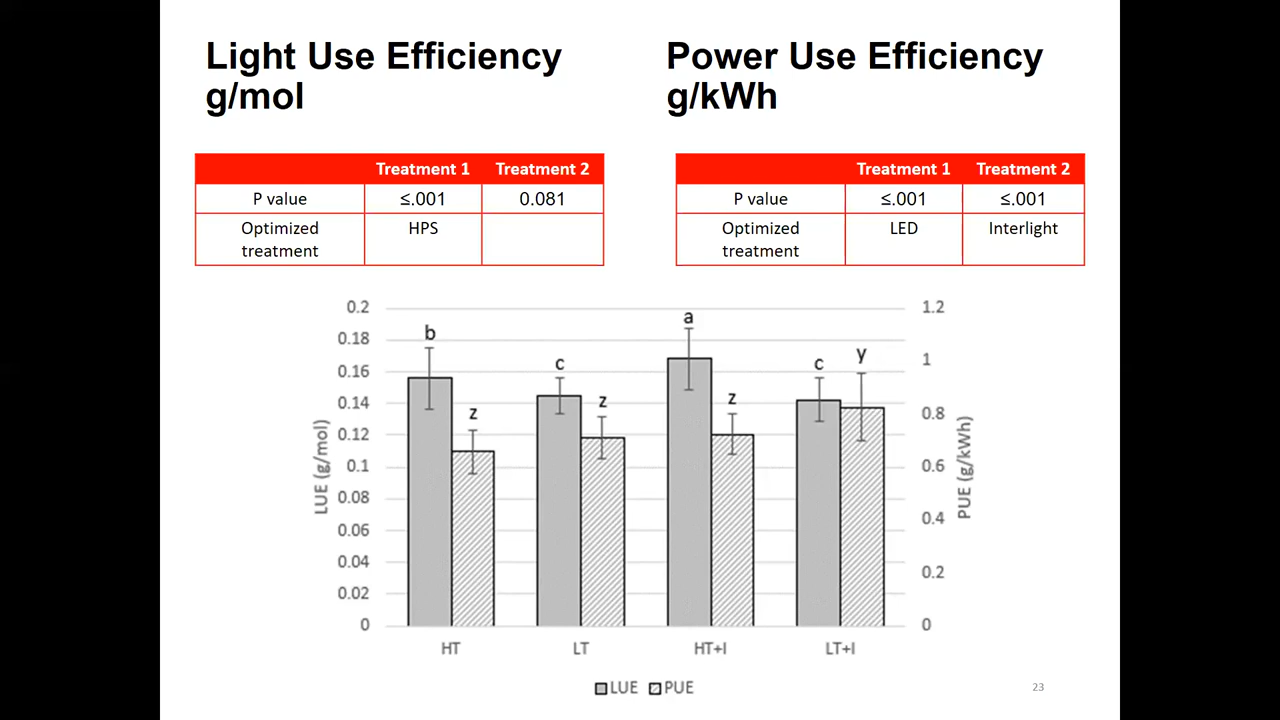 Light Use Efficiency
g/mol
Power Use Efficiency
g/kWh
Treatment 1 Treatment 2
P value ≤.001 0.081
Optimized treatment HPS
Treatment 1 Treatment 2
P value ≤.001 ≤.001
Optimized treatment LED Interlight
0.2
0.18
0.16
0.14
0.12
0.1
0.08
0.06
0.04
0.02
0
LUE (g/mol)
b
z
c
z
a
z
c
y
1.2
1
0.8
0.6
0.4
0.2
0
PUE (g/kWh)
HT LT HT+I LT+I
LUE PUE
23